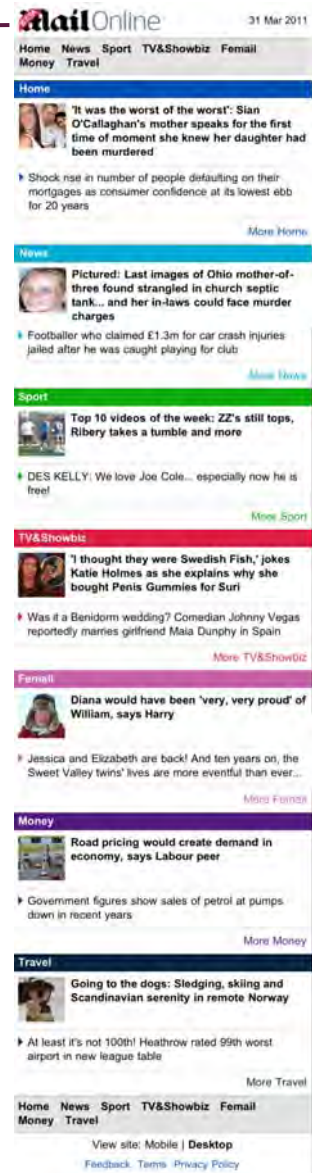 MailOnline 31 Mar 2011
Home News Sport TV&Showbiz Femail
Money Travel
Home
'It was the worst of the worst': Sian
O'Callaghan's mother speaks for the first
time of moment she knew her daughter had
been murdered
Shock rise in number of people defaulting on their
mortgages as consumer confidence at its lowest ebb
for 20 years
More Home
News
Pictured: Last images of Ohio mother-of-
three found strangled in church septic
tank... and her in-laws could face murder
charges
Footballer who claimed £1.3m for car crash injuries
jailed after he was caught playing for club
More News
Sport
Top 10 videos of the week: ZZ's still tops,
Ribery takes a tumble and more
DES KELLY: We love Joe Cole... especially now he is
free!
More Sport
TV&Showbiz
'I thought they were Swedish Fish,' jokes
Katie Holmes as she explains why she
bought Penis Gummies for Suri
Was it a Benidorm wedding? Comedian Johnny Vegas
reportedly marries girlfriend Maia Dunphy in Spain
More TV&Showbiz
Femail
Diana would have been 'very, very proud' of
William, says Harry
Jessica and Elizabeth are back! And ten years on, the
Sweet Valley twins' lives are more eventful than ever...
More Femail
Money
Road pricing would create demand in
economy, says Labour peer
Government figures show sales of petrol at pumps
down in recent years
More Money
Travel
Going to the dogs: Sledging, skiing and
Scandinavian serenity in remote Norway
At least it's not 100th! Heathrow rated 99th worst
airport in new league table
More Travel
Home News Sport TV&Showbiz Femail
Money Travel
View site: Mobile | Desktop
Feedback Terms Privacy Policy